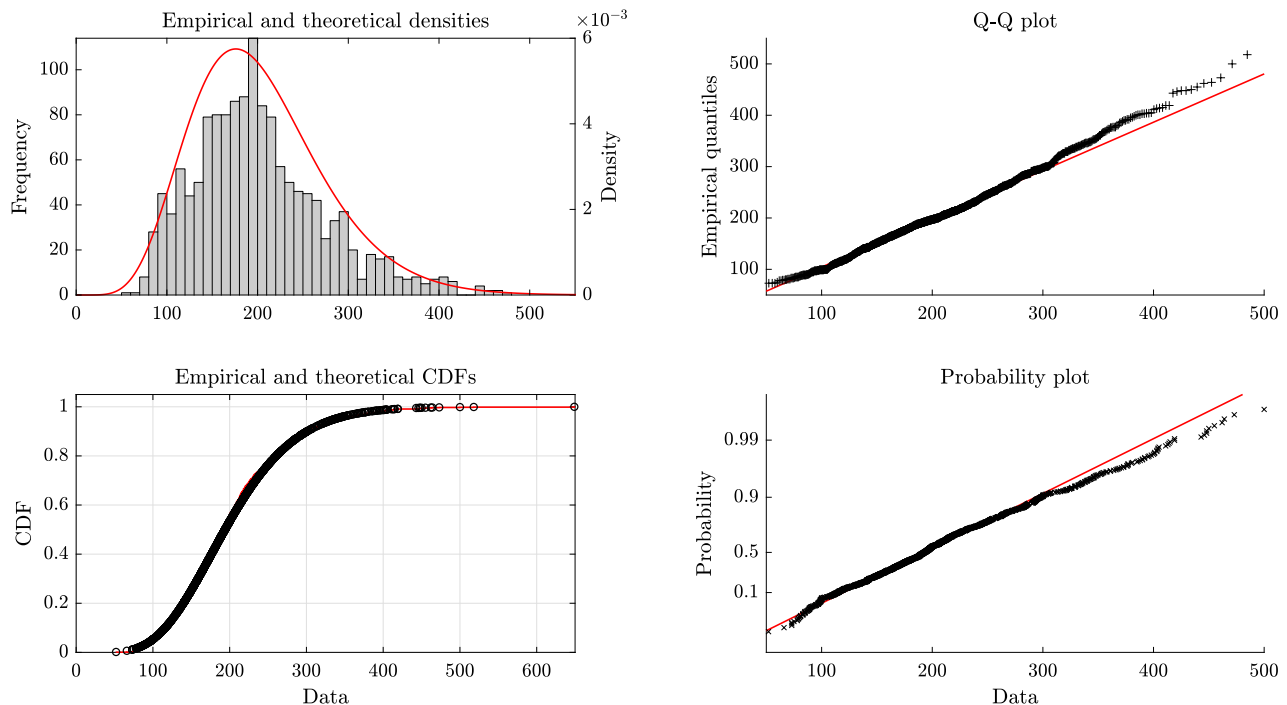 Empirical and theoretical densities
×10⁻³
Frequency
0 20 40 60 80 100
0 2 4 6
Density
0 100 200 300 400 500
Q-Q plot
Empirical quantiles
100 200 300 400 500
100 200 300 400 500
Empirical and theoretical CDFs
CDF
0 0.2 0.4 0.6 0.8 1
0 100 200 300 400 500 600
Data
Probability plot
Probability
0.1 0.5 0.9 0.99
100 200 300 400 500
Data